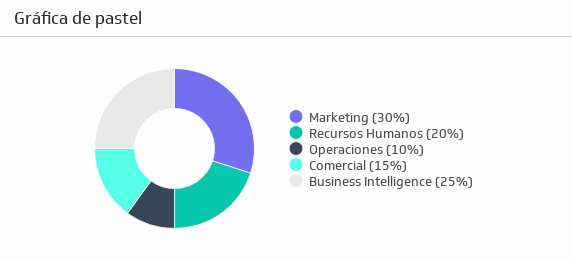 Gráfica de pastel
Marketing (30%)
Recursos Humanos (20%)
Operaciones (10%)
Comercial (15%)
Business Intelligence (25%)